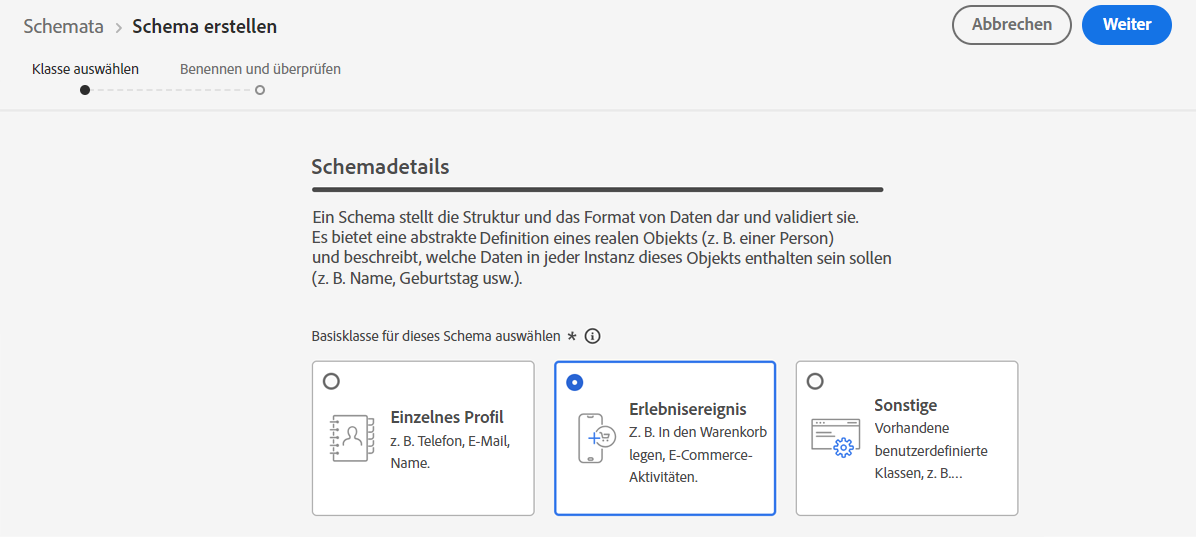 Schemata > Schema erstellen
Abbrechen
Weiter
Klasse auswählen
Benennen und überprüfen
Schemadetails
Ein Schema stellt die Struktur und das Format von Daten dar und validiert sie.
Es bietet eine abstrakte Definition eines realen Objekts (z. B. einer Person)
und beschreibt, welche Daten in jeder Instanz dieses Objekts enthalten sein sollen
(z. B. Name, Geburtstag usw.).
Basisklasse für dieses Schema auswählen *
Einzelnes Profil
z. B. Telefon, E-Mail,
Name.
Erlebnisereignis
Z. B. In den Warenkorb
legen, E-Commerce-
Aktivitäten.
Sonstige
Vorhandene
benutzerdefinierte
Klassen, z. B....